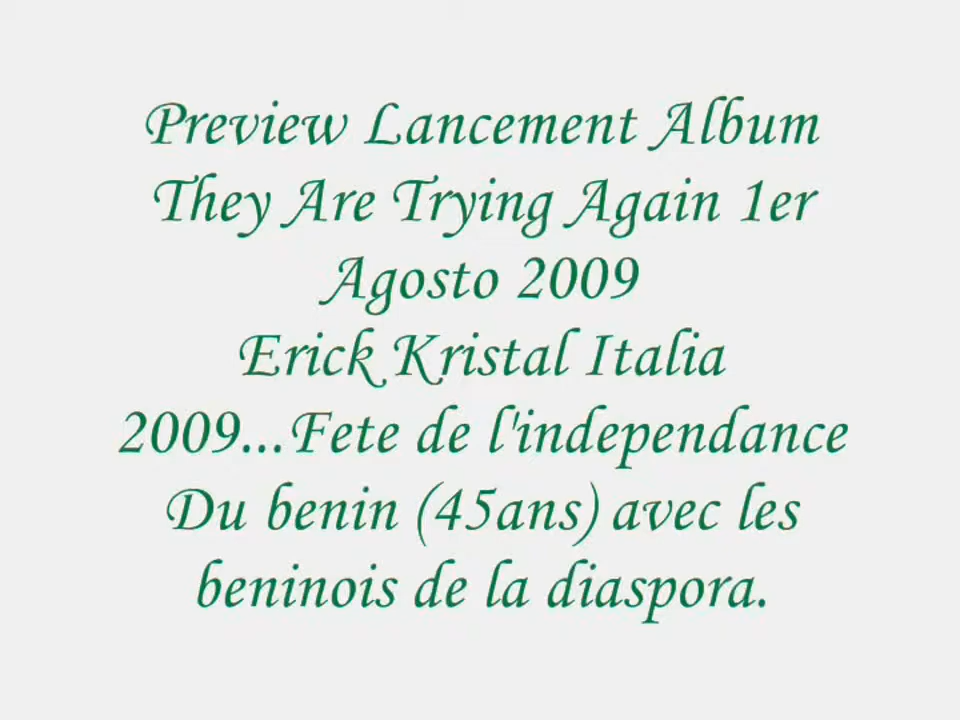 Preview Lancement Album
They Are Trying Again 1er
Agosto 2009
Erick Kristal Italia
2009...Fete de l'independance
Du benin (45ans) avec les
beninois de la diaspora.